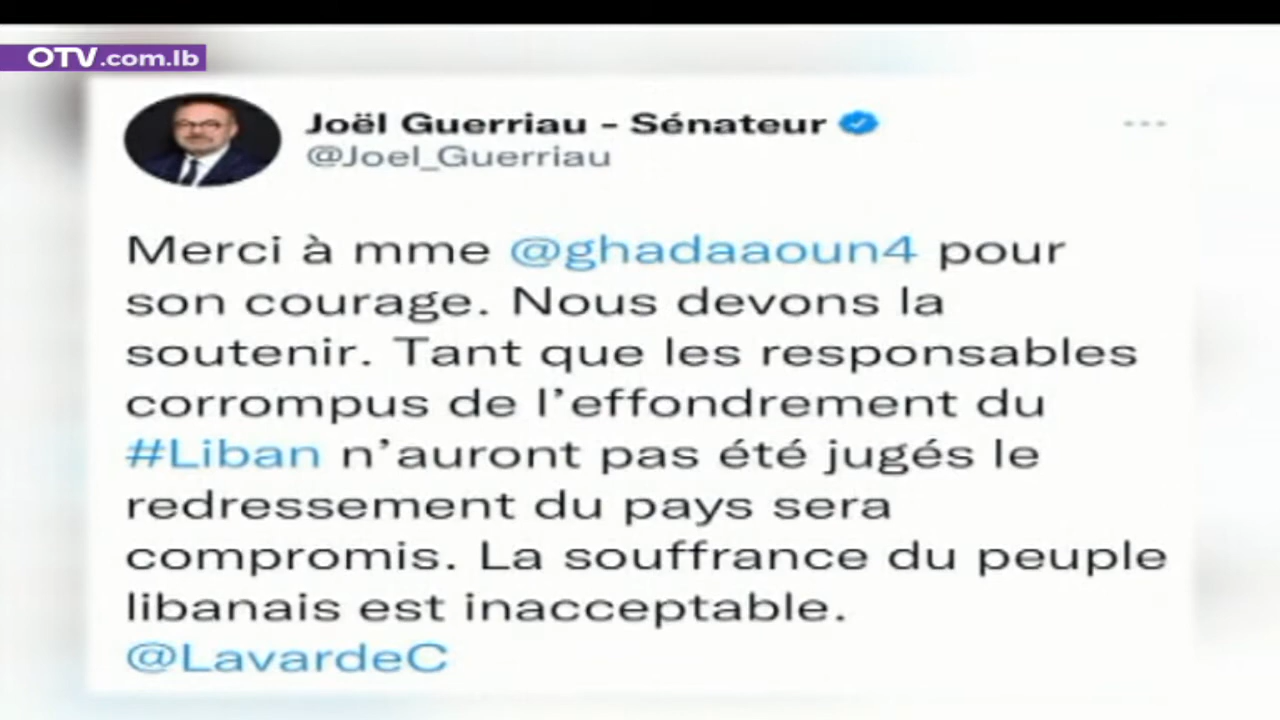 OTV.com.lb
Joël Guerriau - Sénateur
@Joel_Guerriau
Merci à mme @ghadaaoun4 pour
son courage. Nous devons la
soutenir. Tant que les responsables
corrompus de l’effondrement du
#Liban n’auront pas été jugés le
redressement du pays sera
compromis. La souffrance du peuple
libanais est inacceptable.
@LavardeC